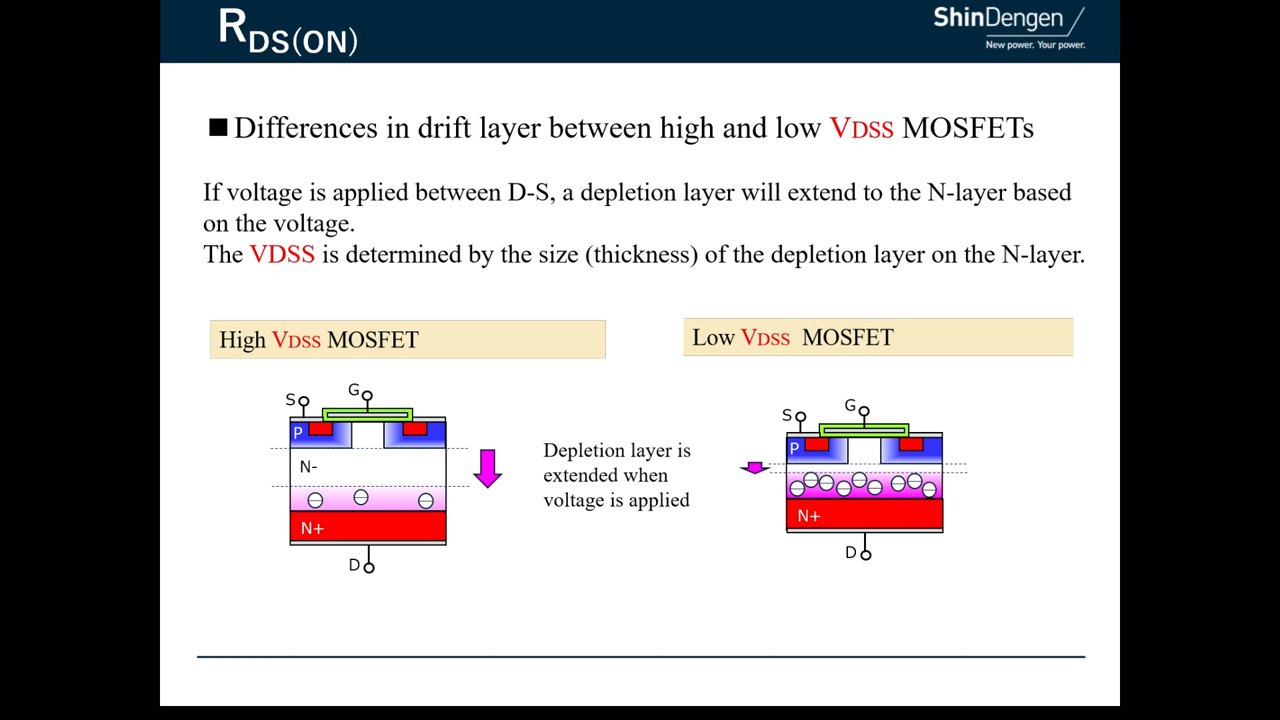 RDS(ON)
ShinDengen
New power. Your power.
■ Differences in drift layer between high and low VDSS MOSFETs
If voltage is applied between D-S, a depletion layer will extend to the N-layer based
on the voltage.
The VDSS is determined by the size (thickness) of the depletion layer on the N-layer.
High VDSS MOSFET
Low VDSS MOSFET
S
G
P
N-
N+
D
Depletion layer is
extended when
voltage is applied
S
G
P
N+
D